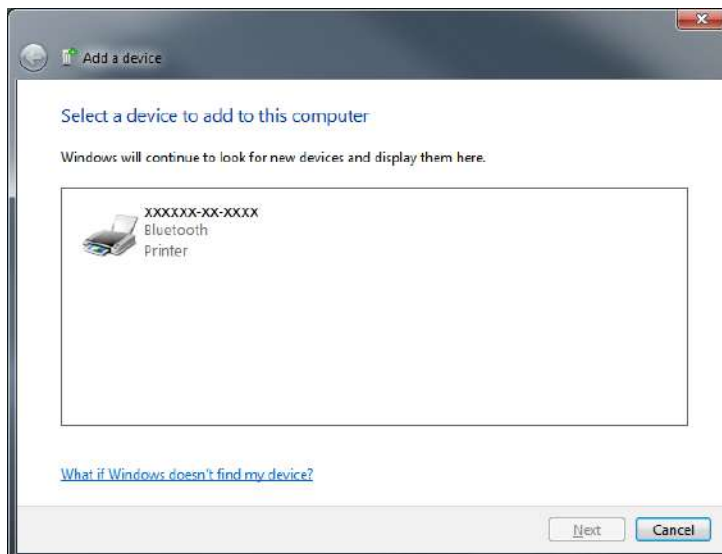 Add a device
Select a device to add to this computer
Windows will continue to look for new devices and display them here.
XXXXXX-XX-XXXX
Bluetooth
Printer
What if Windows doesn't find my device?
Next
Cancel